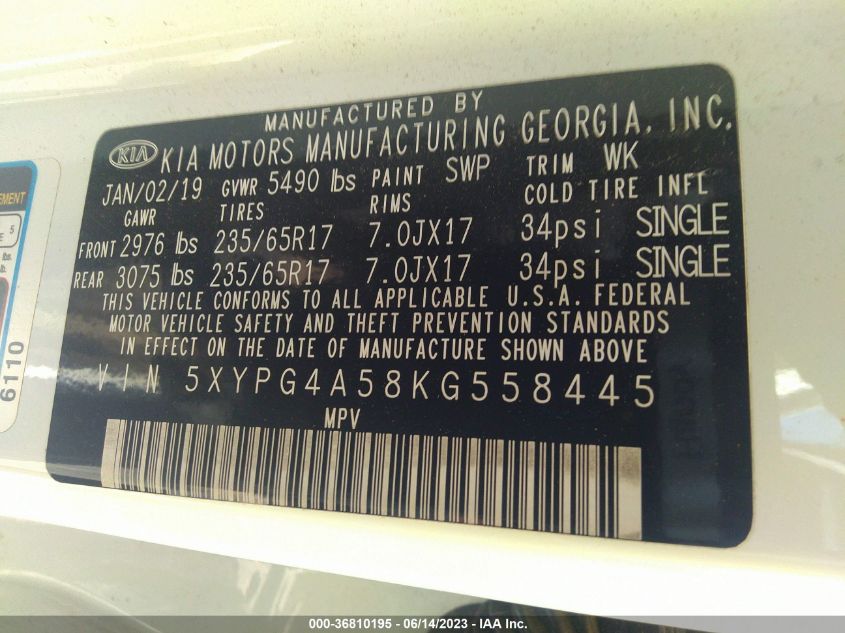 MANUFACTURED BY
KIA KIA MOTORS MANUFACTURING GEORGIA, INC.
JAN/02/19 GVWR 5490 lbs PAINT SWP TRIM WK
GAWR TIRES RIMS COLD TIRE INFL
FRONT 2976 lbs 235/65R17 7.0JX17 34psi SINGLE
REAR 3075 lbs 235/65R17 7.0JX17 34psi SINGLE
THIS VEHICLE CONFORMS TO ALL APPLICABLE U.S.A. FEDERAL
MOTOR VEHICLE SAFETY AND THEFT PREVENTION STANDARDS
IN EFFECT ON THE DATE OF MANUFACTURE SHOWN ABOVE
VIN 5XYPG4A58KG558445
MPV
5
6110
000-36810195 - 06/14/2023 - IAA Inc.